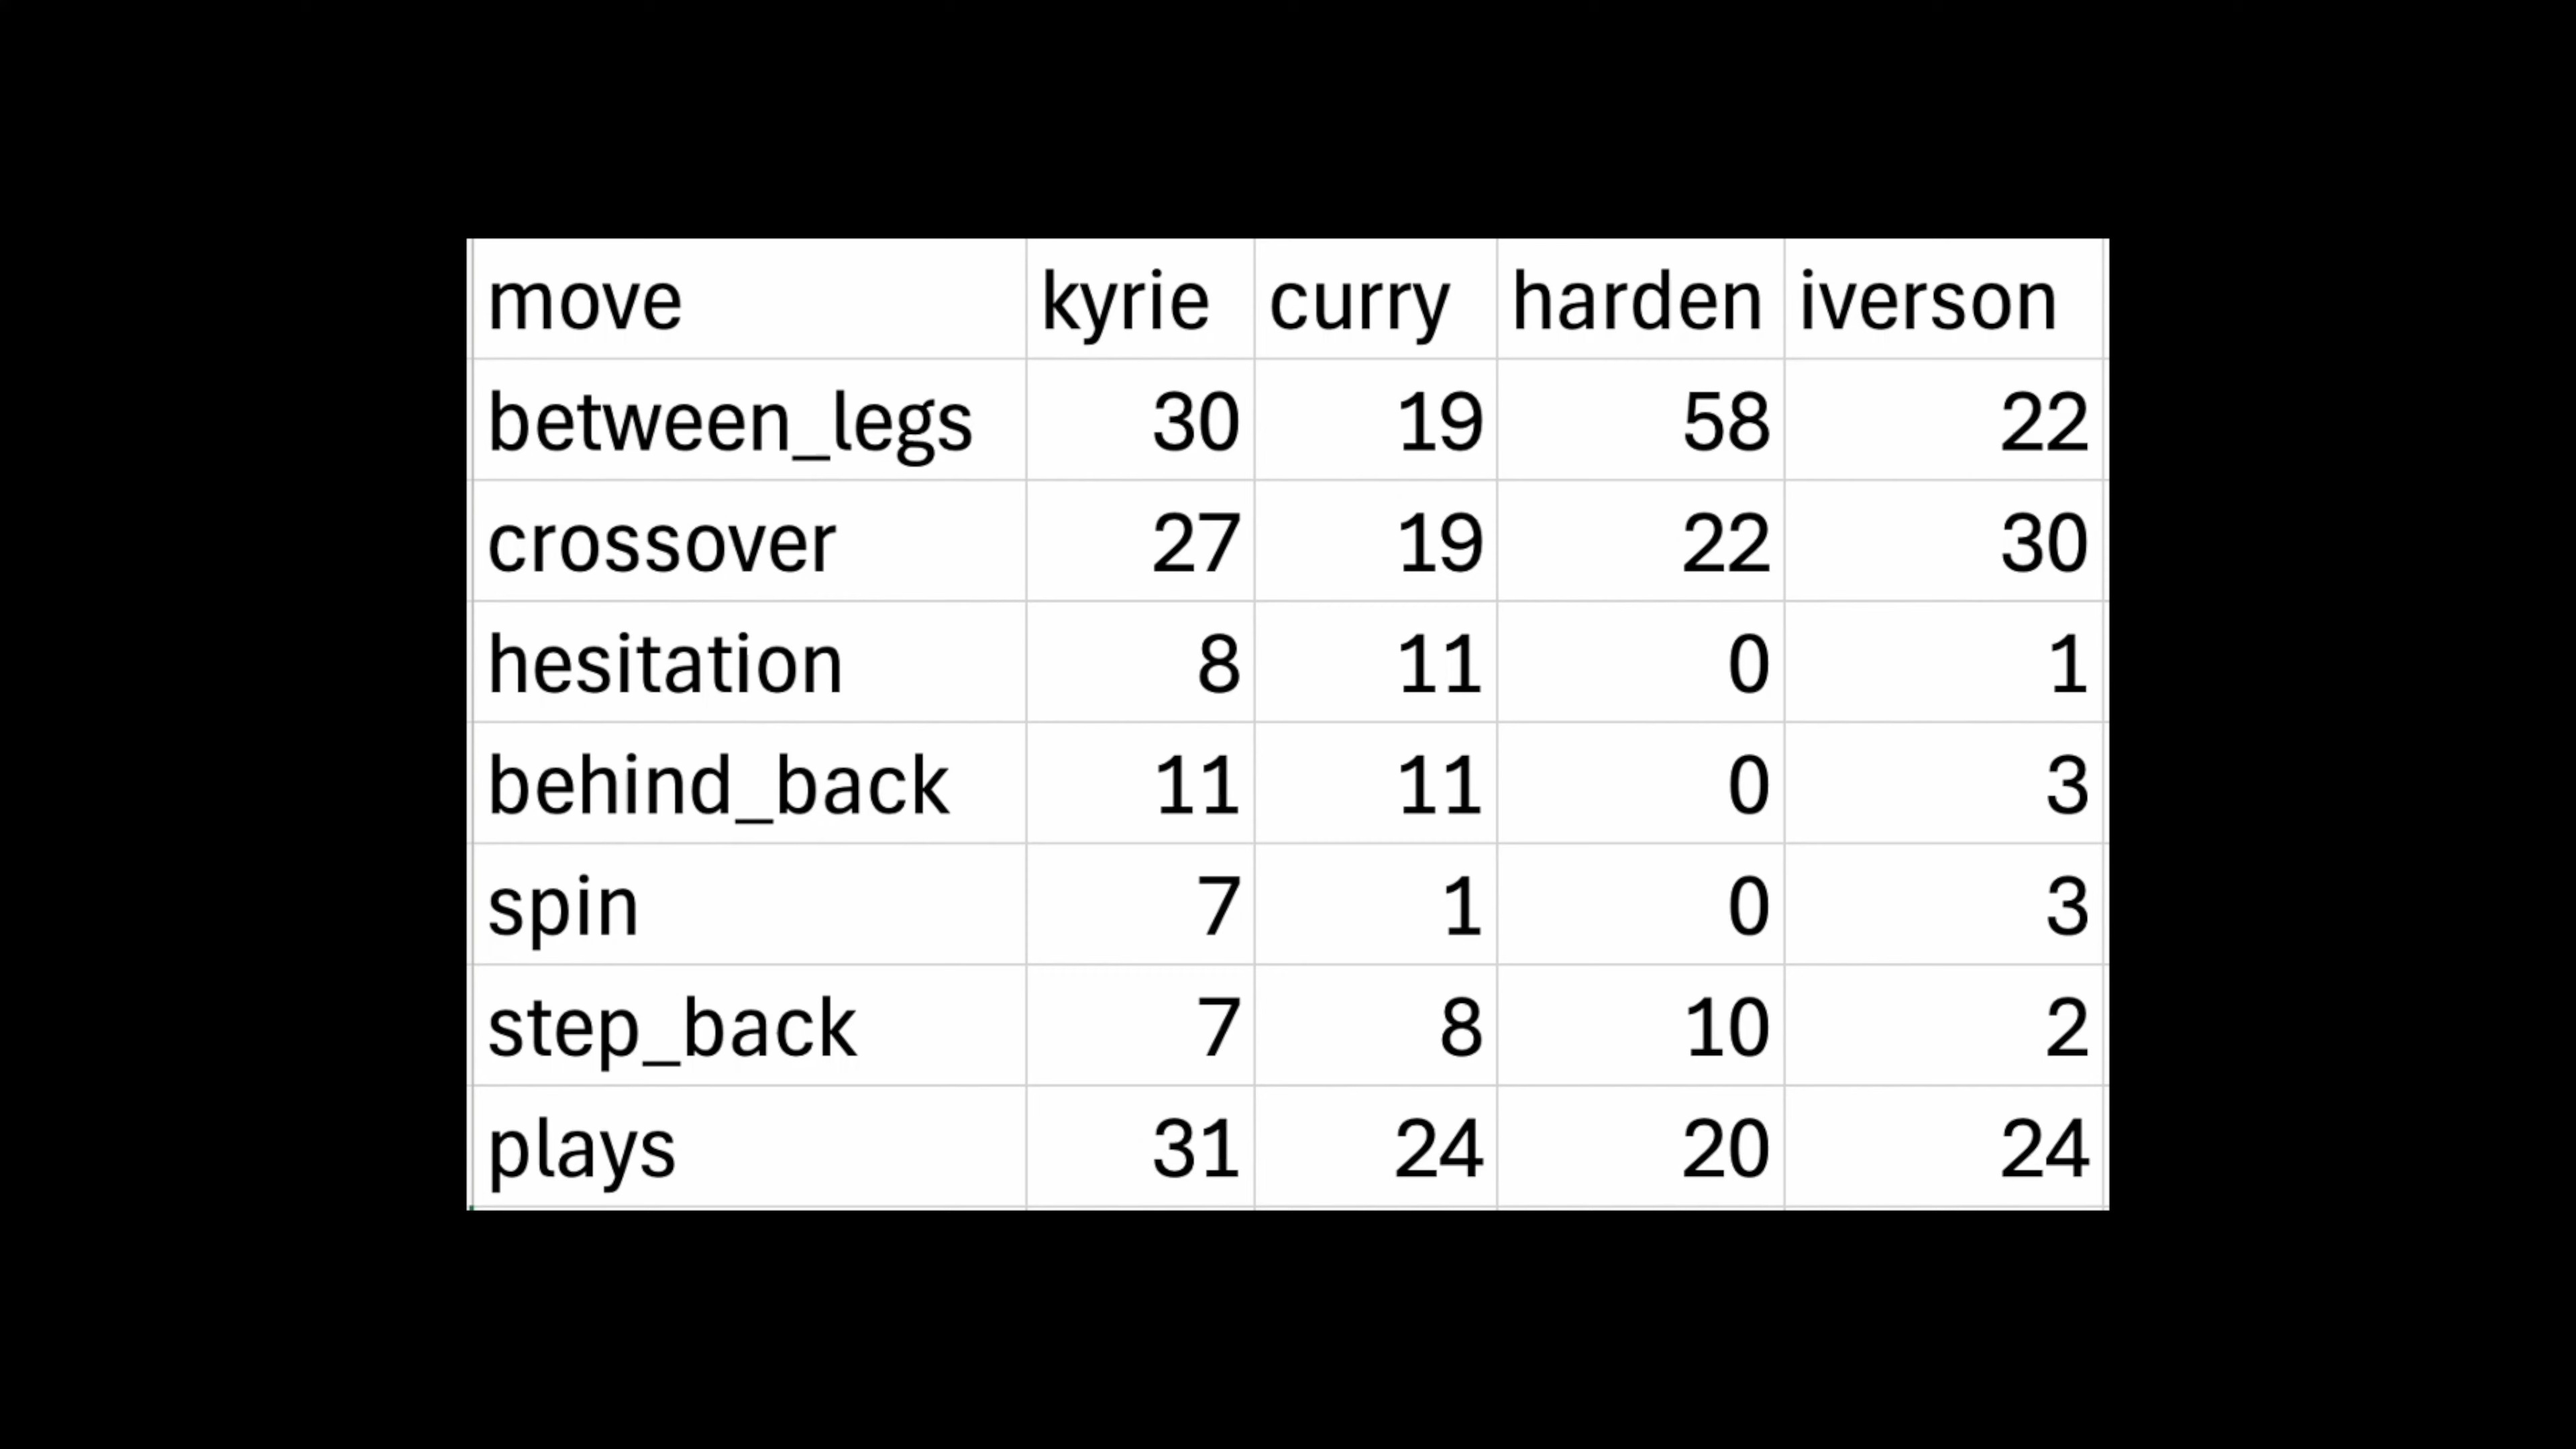 move kyrie curry harden iverson
between_legs 30 19 58 22
crossover 27 19 22 30
hesitation 8 11 0 1
behind_back 11 11 0 3
spin 7 1 0 3
step_back 7 8 10 2
plays 31 24 20 24